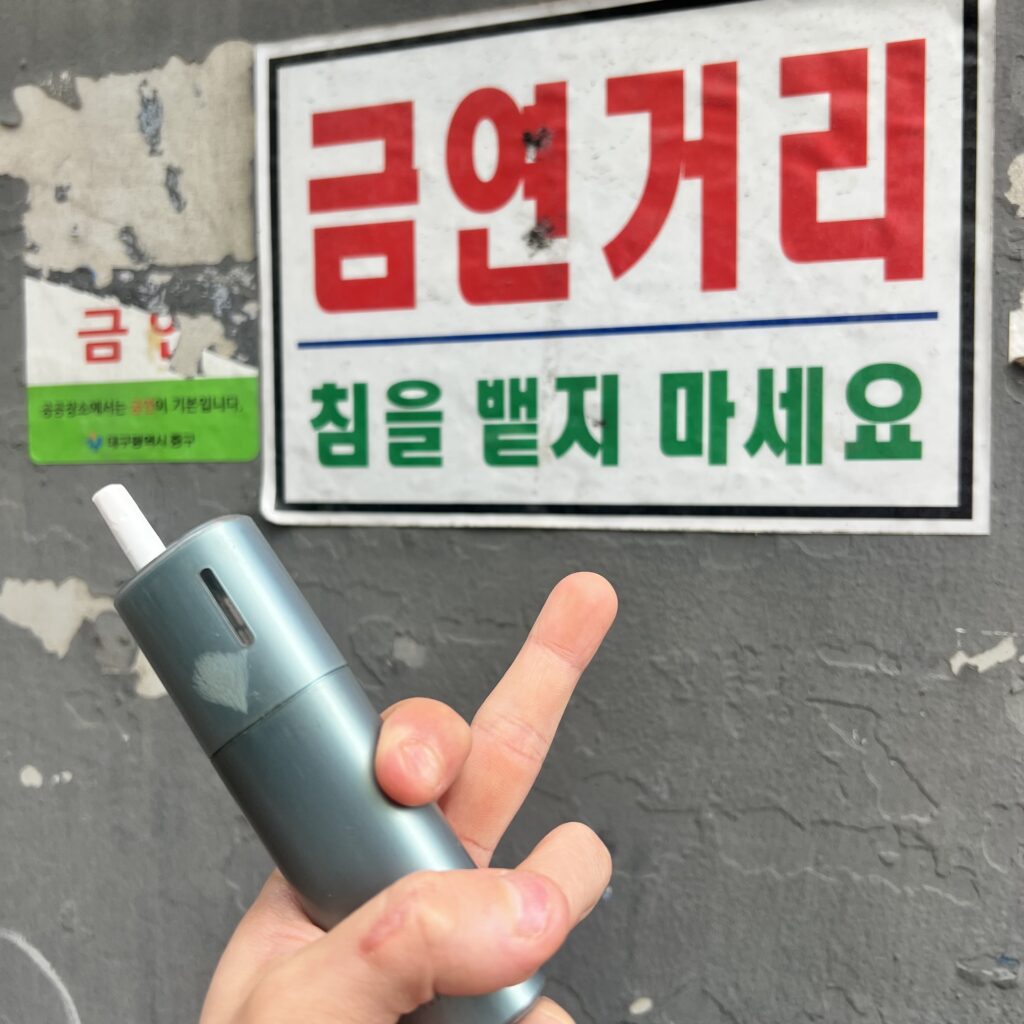 금연거리
침을 뱉지 마세요
금연
공공장소에서는 금연이 기본입니다.
대구광역시 중구